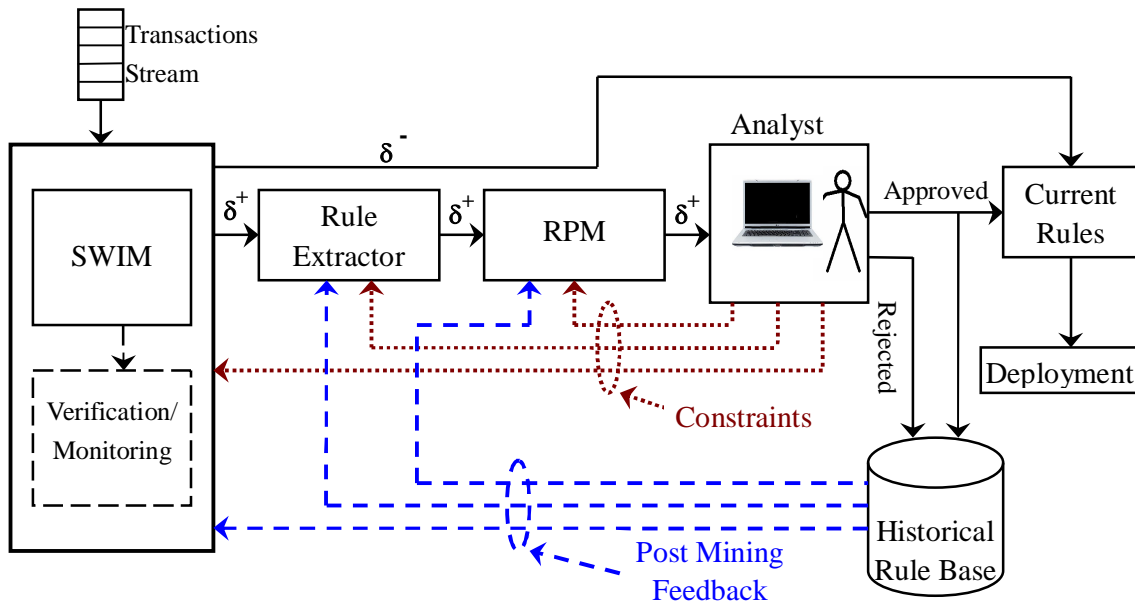 Transactions
Stream
Analyst
δ-
δ+
δ+
δ+
Approved
SWIM
Rule
Extractor
RPM
Current
Rules
Rejected
Deployment
Verification/
Monitoring
Constraints
Post Mining
Feedback
Historical
Rule Base